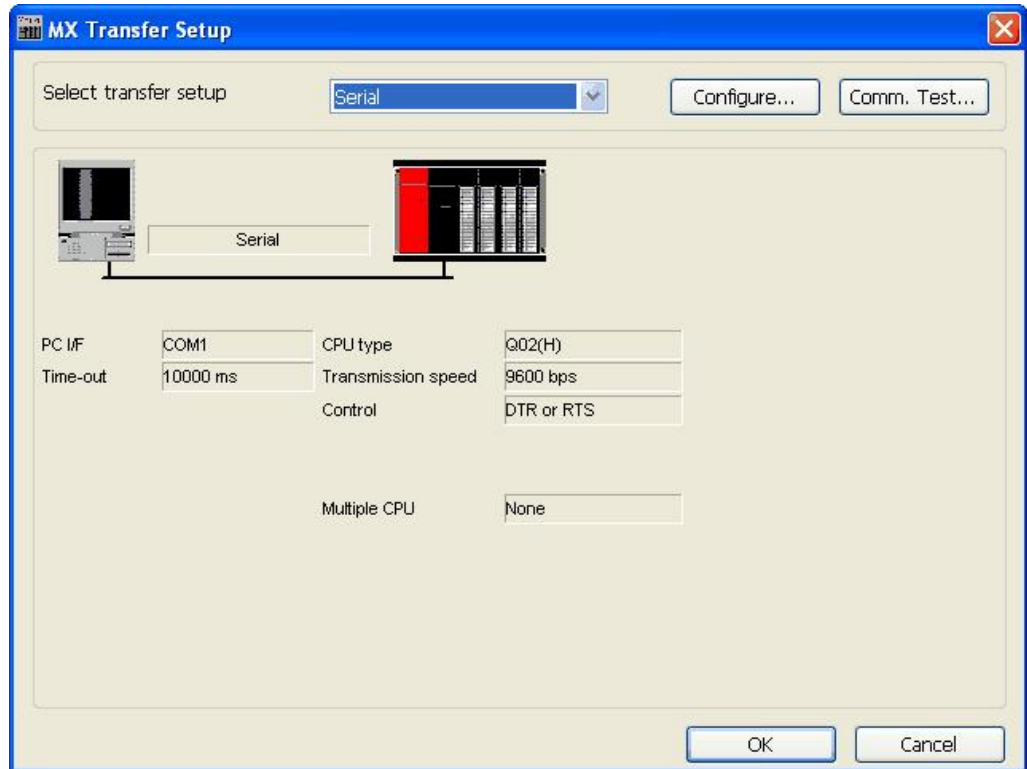 MX Transfer Setup
Select transfer setup Serial Configure... Comm. Test...
Serial
PC I/F COM1 CPU type Q02(H)
Time-out 10000 ms Transmission speed 9600 bps
Control DTR or RTS
Multiple CPU None
OK Cancel